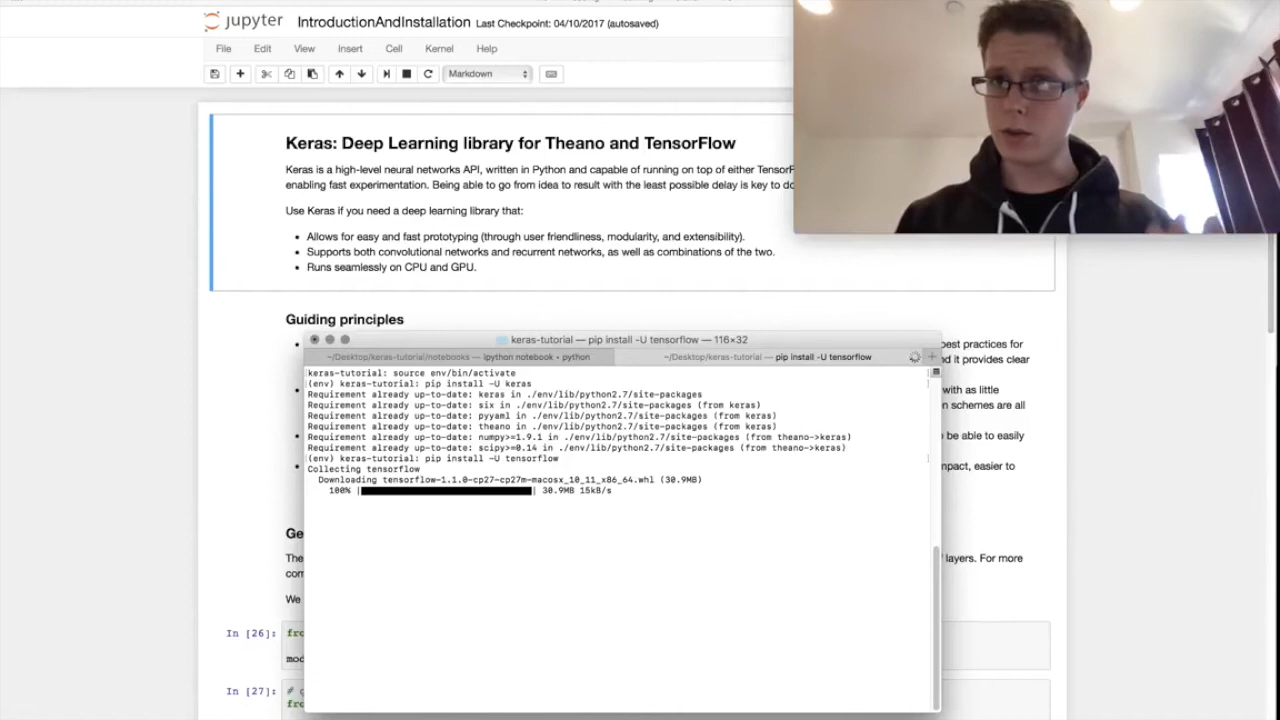 jupyter IntroductionAndInstallation Last Checkpoint: 04/10/2017 (autosaved)
File Edit View Insert Cell Kernel Help
Markdown
Keras: Deep Learning library for Theano and TensorFlow
Keras is a high-level neural networks API, written in Python and capable of running on top of either
enabling fast experimentation. Being able to go from idea to result with the least possible delay is key to
Use Keras if you need a deep learning library that:
Allows for easy and fast prototyping (through user friendliness, modularity, and extensibility).
Supports both convolutional networks and recurrent networks, as well as combinations of the two.
Runs seamlessly on CPU and GPU.
Guiding principles
best practices for
it provides clear
with as little
schemes are all
be able to easily
easier to
keras-tutorial — pip install -U tensorflow — 116×32
~/Desktop/keras-tutorial/notebooks — ipython notebook • python
~/Desktop/keras-tutorial — pip install -U tensorflow
keras-tutorial: source env/bin/activate
(env) keras-tutorial: pip install -U keras
Requirement already up-to-date: keras in ./env/lib/python2.7/site-packages
Requirement already up-to-date: six in ./env/lib/python2.7/site-packages (from keras)
Requirement already up-to-date: pyyaml in ./env/lib/python2.7/site-packages (from keras)
Requirement already up-to-date: theano in ./env/lib/python2.7/site-packages (from keras)
Requirement already up-to-date: numpy>=1.9.1 in ./env/lib/python2.7/site-packages (from theano->keras)
Requirement already up-to-date: scipy>=0.14 in ./env/lib/python2.7/site-packages (from theano->keras)
(env) keras-tutorial: pip install -U tensorflow
Collecting tensorflow
Downloading tensorflow-1.1.0-cp27-cp27m-macosx_10_11_x86_64.whl (30.9MB)
100% | | 30.9MB 15kB/s
Ge
The
layers. For more
com
We
In [26]: fro
mod
In [27]: #
fro